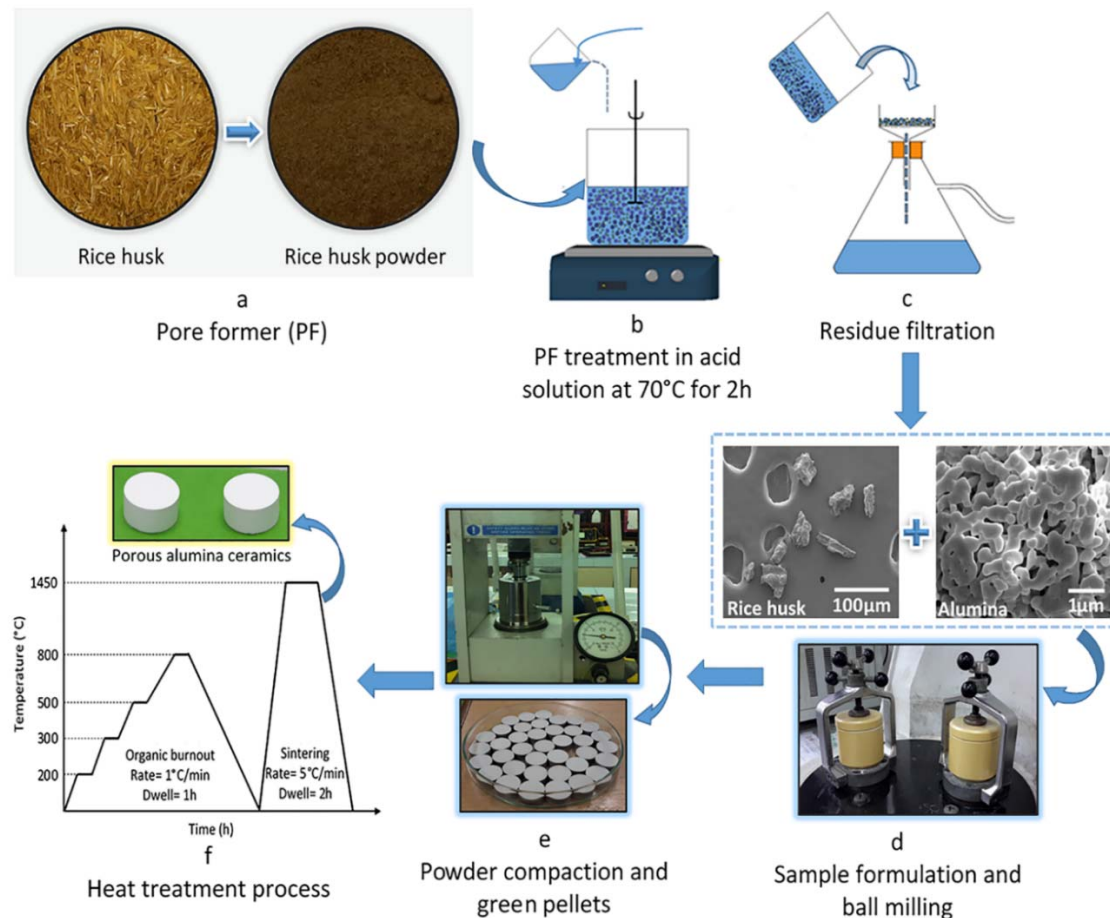 Rice husk
Rice husk powder
a
Pore former (PF)
b
PF treatment in acid
solution at 70°C for 2h
c
Residue filtration
Rice husk
100µm
Alumina
1µm
d
Sample formulation and
ball milling
e
Powder compaction and
green pellets
Porous alumina ceramics
Temperature (°C)
1450
800
500
300
200
Organic burnout
Rate= 1°C/min
Dwell= 1h
Sintering
Rate= 5°C/min
Dwell= 2h
Time (h)
f
Heat treatment process